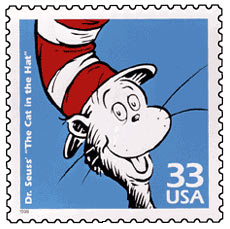 Dr. Seuss' "The Cat in the Hat"
33
USA